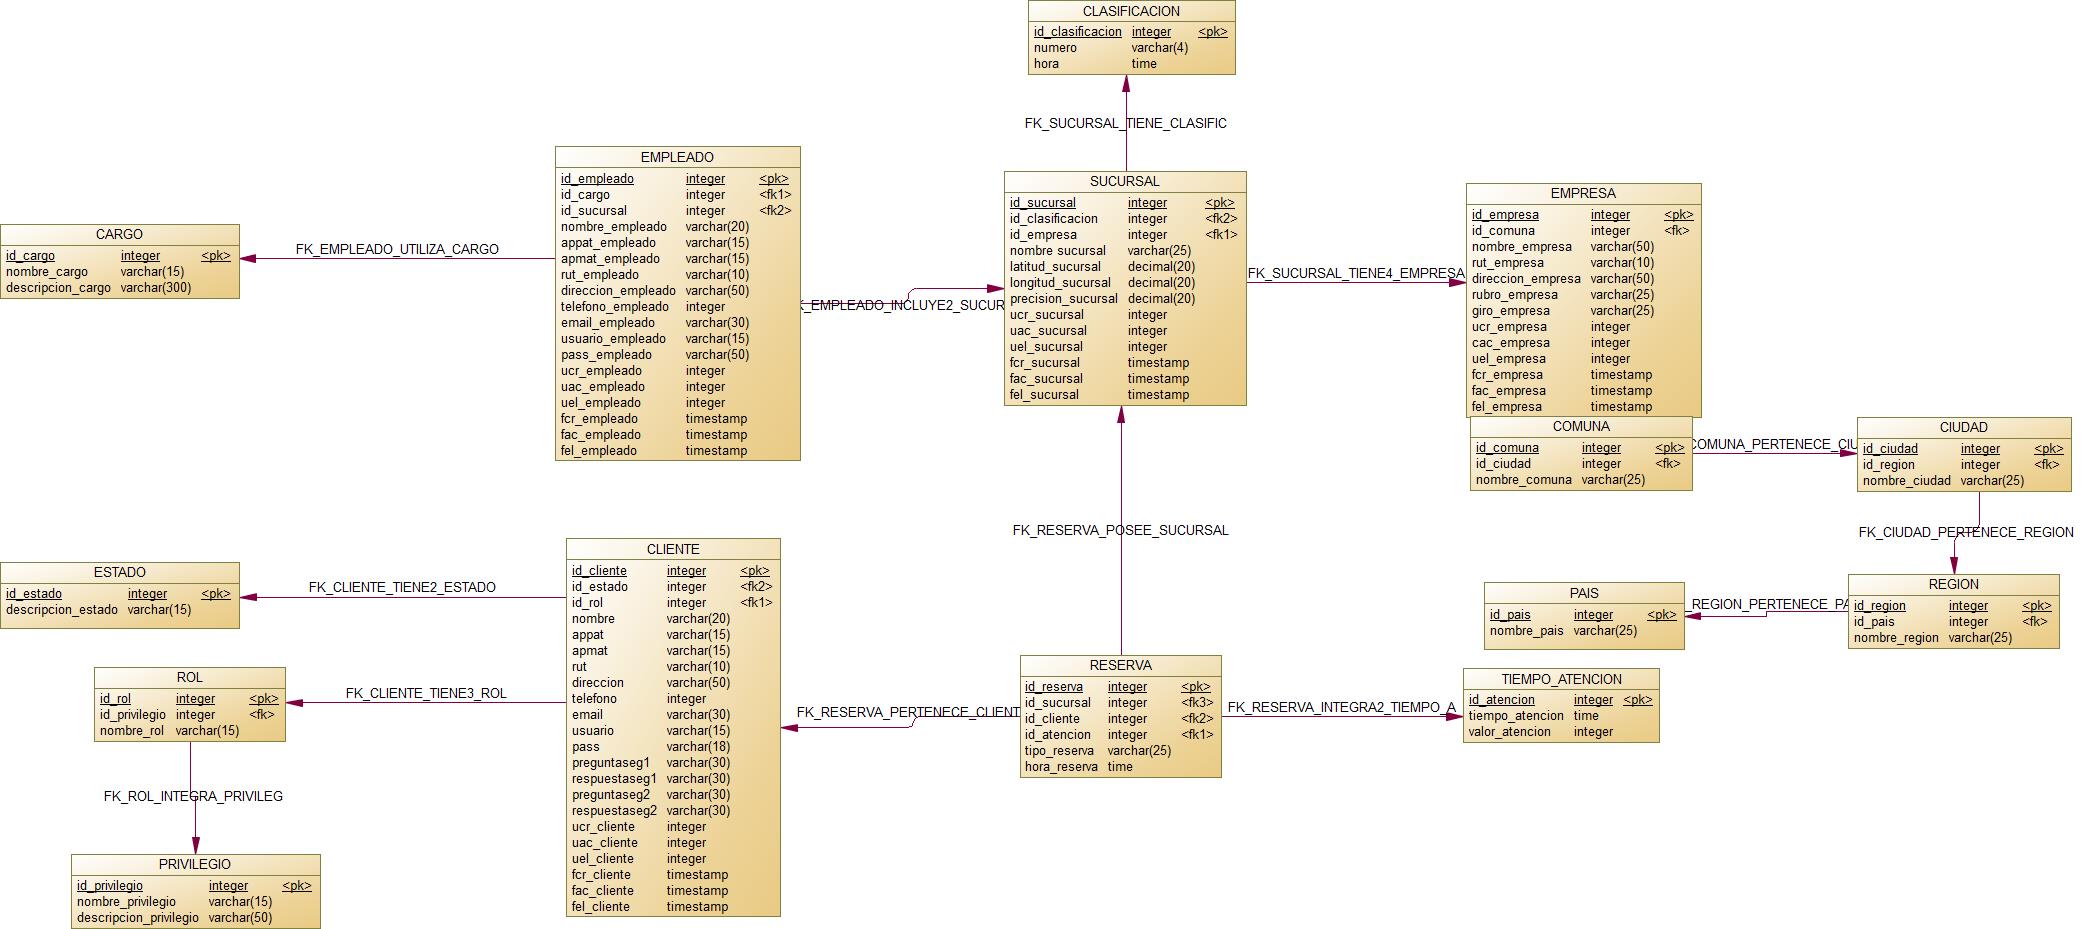 CLASIFICACION
id_clasificacion integer <pk>
numero varchar(4)
hora time
FK_SUCURSAL_TIENE_CLASIFIC
EMPLEADO
id_empleado integer <pk>
id_cargo integer <fk1>
id_sucursal integer <fk2>
nombre_empleado varchar(20)
appat_empleado varchar(15)
apmat_empleado varchar(15)
rut_empleado varchar(10)
direccion_empleado varchar(50)
telefono_empleado integer
email_empleado varchar(30)
usuario_empleado varchar(15)
pass_empleado varchar(50)
ucr_empleado integer
uac_empleado integer
uel_empleado integer
fcr_empleado timestamp
fac_empleado timestamp
fel_empleado timestamp
SUCURSAL
id_sucursal integer <pk>
id_clasificacion integer <fk2>
id_empresa integer <fk1>
nombre sucursal varchar(25)
latitud_sucursal decimal(20)
longitud_sucursal decimal(20)
precision_sucursal decimal(20)
ucr_sucursal integer
uac_sucursal integer
uel_sucursal integer
fcr_sucursal timestamp
fac_sucursal timestamp
fel_sucursal timestamp
EMPRESA
id_empresa integer <pk>
id_comuna integer <fk>
nombre_empresa varchar(50)
rut_empresa varchar(10)
direccion_empresa varchar(50)
rubro_empresa varchar(25)
giro_empresa varchar(25)
ucr_empresa integer
cac_empresa integer
uel_empresa integer
fcr_empresa timestamp
fac_empresa timestamp
fel_empresa timestamp
CARGO
id_cargo integer <pk>
nombre_cargo varchar(15)
descripcion_cargo varchar(300)
FK_EMPLEADO_UTILIZA_CARGO
K_EMPLEADO_INCLUYE2_SUCUR
FK_SUCURSAL_TIENE4_EMPRESA
COMUNA
id_comuna integer <pk>
id_ciudad integer <fk>
nombre_comuna varchar(25)
COMUNA_PERTENECE_CIU
CIUDAD
id_ciudad integer <pk>
id_region integer <fk>
nombre_ciudad varchar(25)
FK_CIUDAD_PERTENECE_REGION
FK_RESERVA_POSEE_SUCURSAL
CLIENTE
id_cliente integer <pk>
id_estado integer <fk2>
id_rol integer <fk1>
nombre varchar(20)
appat varchar(15)
apmat varchar(15)
rut varchar(10)
direccion varchar(50)
telefono integer
email varchar(30)
usuario varchar(15)
pass varchar(18)
preguntaseg1 varchar(30)
respuestaseg1 varchar(30)
preguntaseg2 varchar(30)
respuestaseg2 varchar(30)
ucr_cliente integer
uac_cliente integer
uel_cliente integer
fcr_cliente timestamp
fac_cliente timestamp
fel_cliente timestamp
ESTADO
id_estado integer <pk>
descripcion_estado varchar(15)
FK_CLIENTE_TIENE2_ESTADO
PAIS
id_pais integer <pk>
nombre_pais varchar(25)
_REGION_PERTENECE_PA
REGION
id_region integer <pk>
id_pais integer <fk>
nombre_region varchar(25)
ROL
id_rol integer <pk>
id_privilegio integer <fk>
nombre_rol varchar(15)
FK_CLIENTE_TIENE3_ROL
FK_RESERVA_PERTENECE_CLIENT
RESERVA
id_reserva integer <pk>
id_sucursal integer <fk3>
id_cliente integer <fk2>
id_atencion integer <fk1>
tipo_reserva varchar(25)
hora_reserva time
FK_RESERVA_INTEGRA2_TIEMPO_A
TIEMPO_ATENCION
id_atencion integer <pk>
tiempo_atencion time
valor_atencion integer
FK_ROL_INTEGRA_PRIVILEG
PRIVILEGIO
id_privilegio integer <pk>
nombre_privilegio varchar(15)
descripcion_privilegio varchar(50)